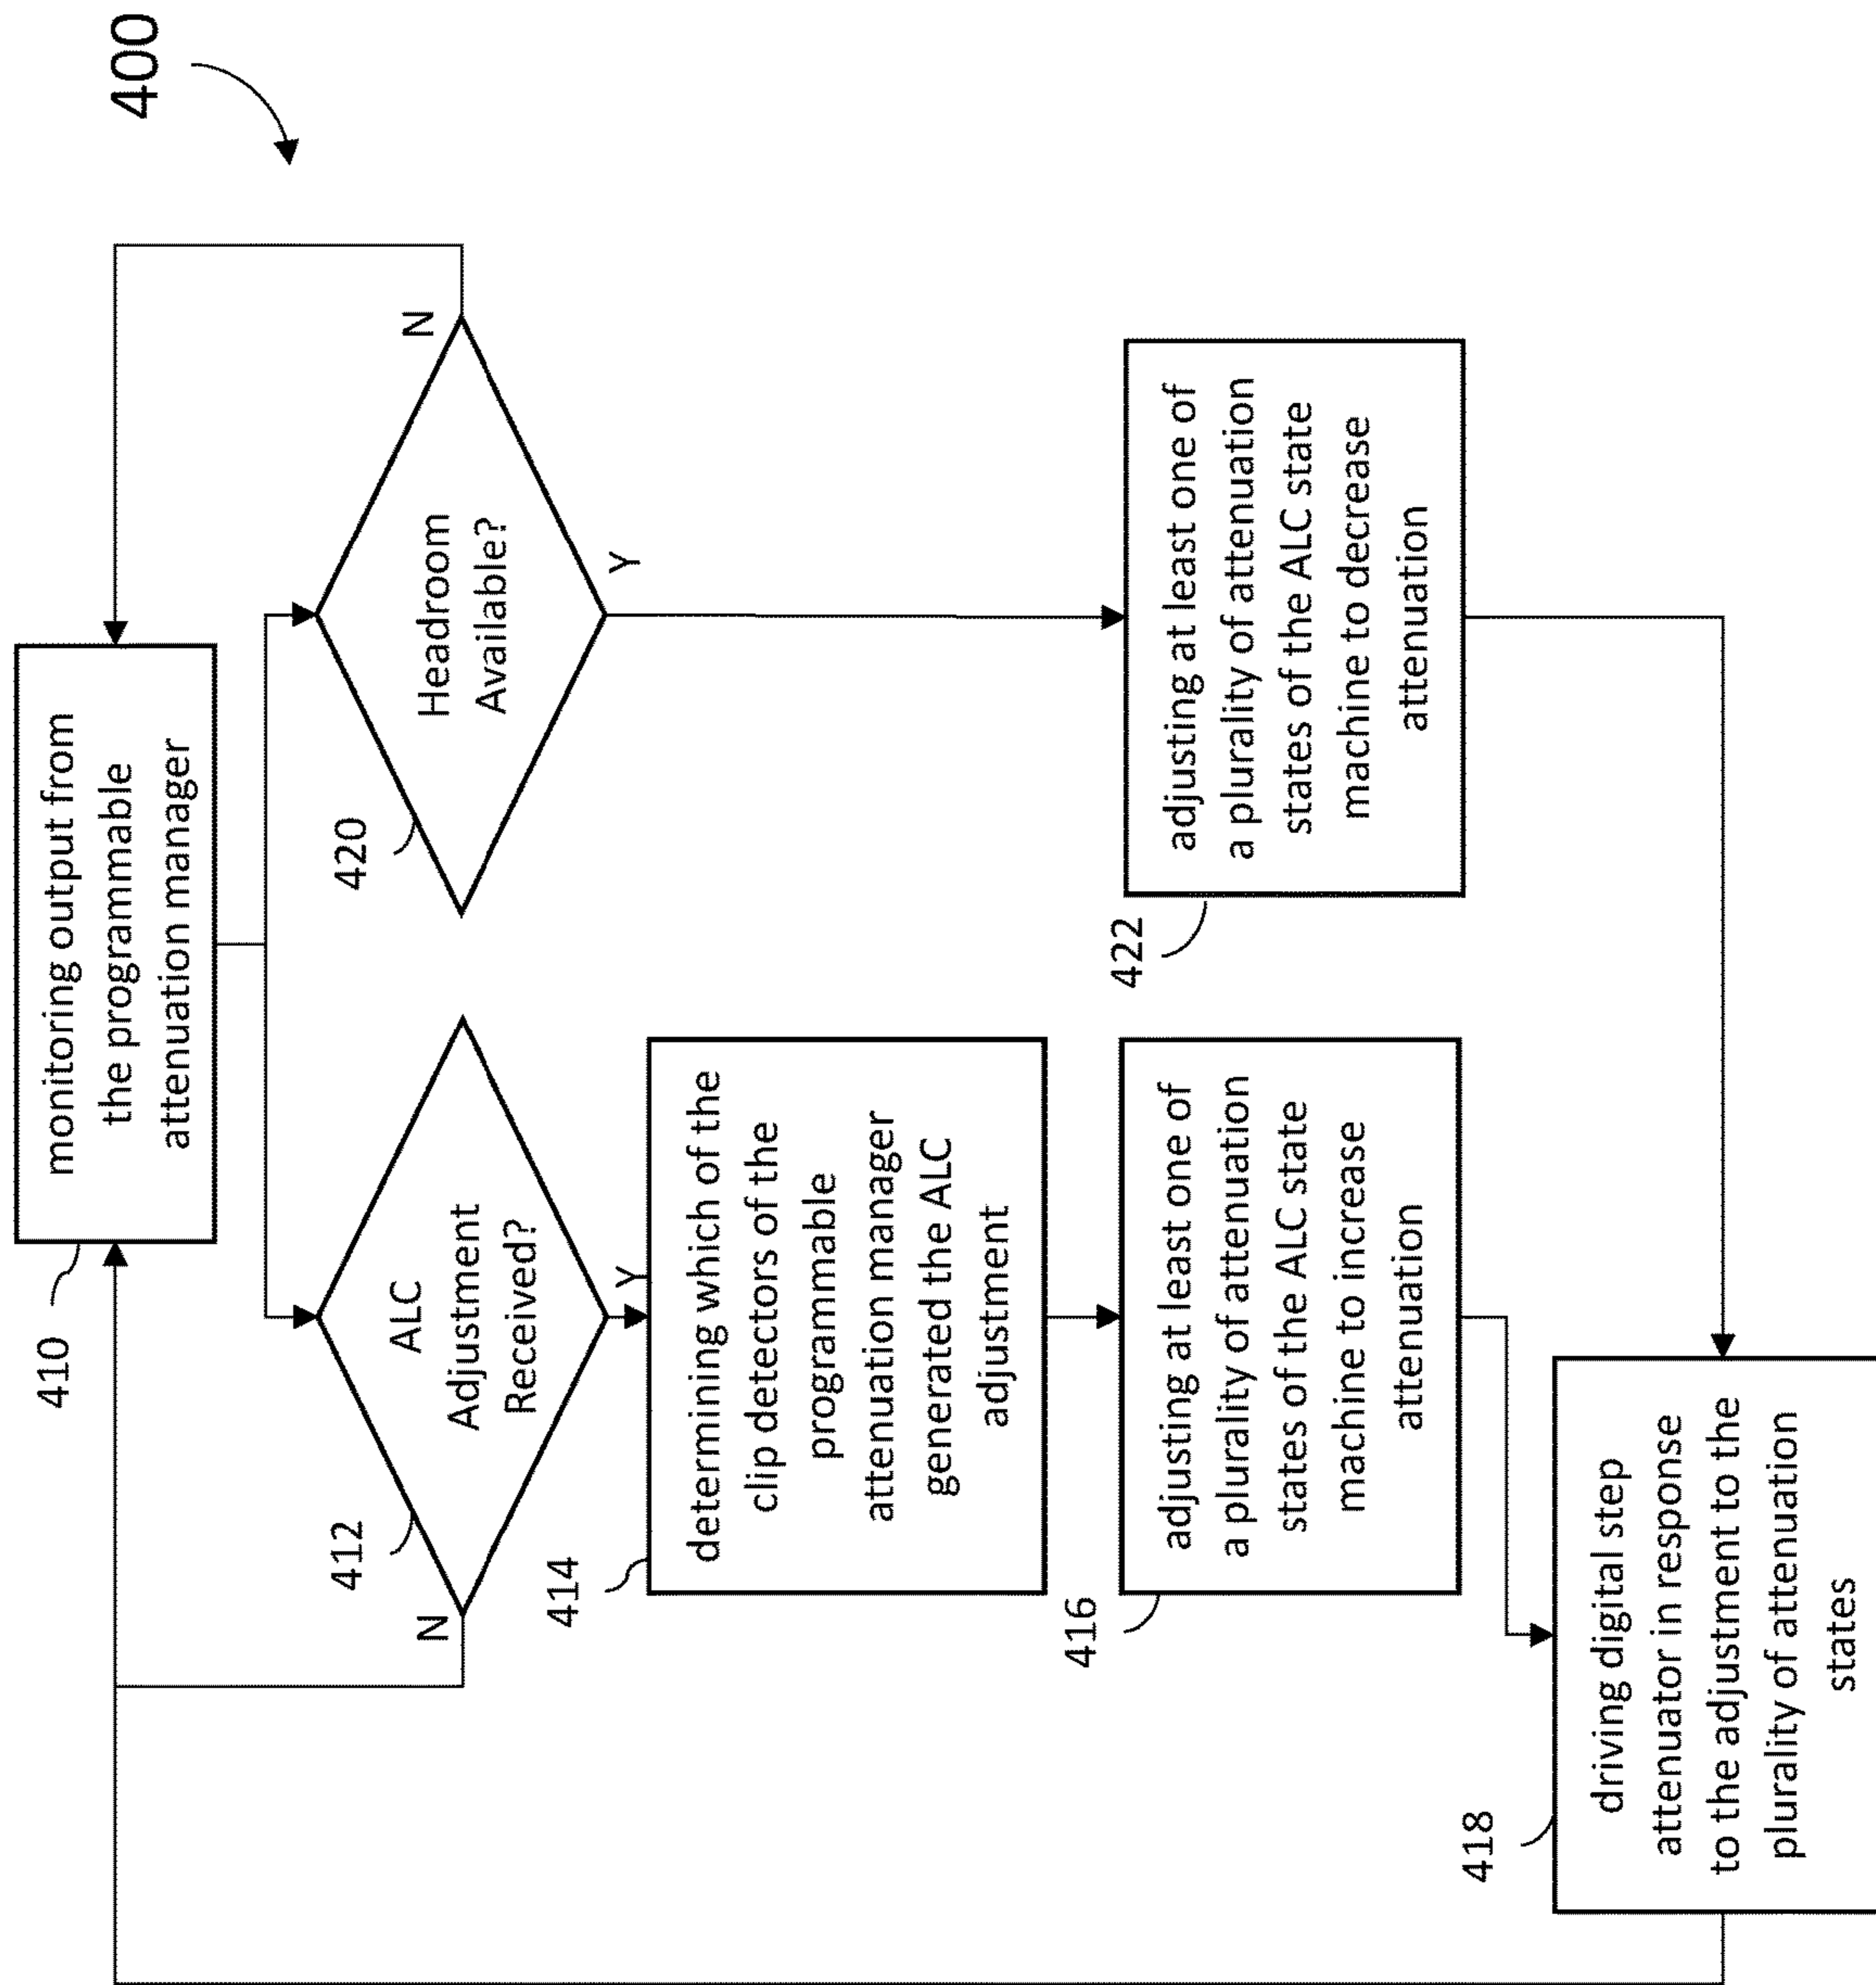 400
410
monitoring output from
the programmable
attenuation manager
412
ALC
Adjustment
Received?
N
Y
420
Headroom
Available?
N
Y
414
determining which of the
clip detectors of the
programmable
attenuation manager
generated the ALC
adjustment
416
adjusting at least one of
a plurality of attenuation
states of the ALC state
machine to increase
attenuation
422
adjusting at least one of
a plurality of attenuation
states of the ALC state
machine to decrease
attenuation
418
driving digital step
attenuator in response
to the adjustment to the
plurality of attenuation
states